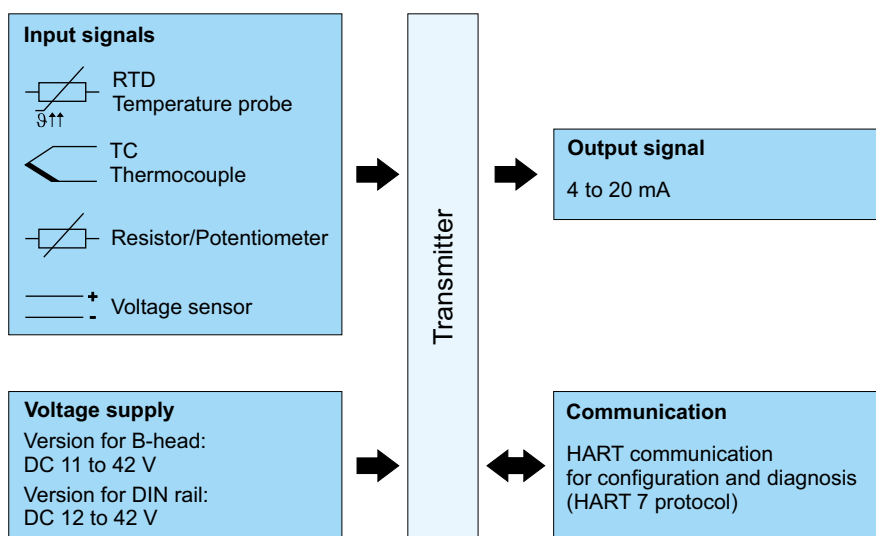 Input signals
RTD
Temperature probe
ϑ↑↑
TC
Thermocouple
Resistor/Potentiometer
+
-
Voltage sensor
Voltage supply
Version for B-head:
DC 11 to 42 V
Version for DIN rail:
DC 12 to 42 V
Transmitter
Output signal
4 to 20 mA
Communication
HART communication
for configuration and diagnosis
(HART 7 protocol)